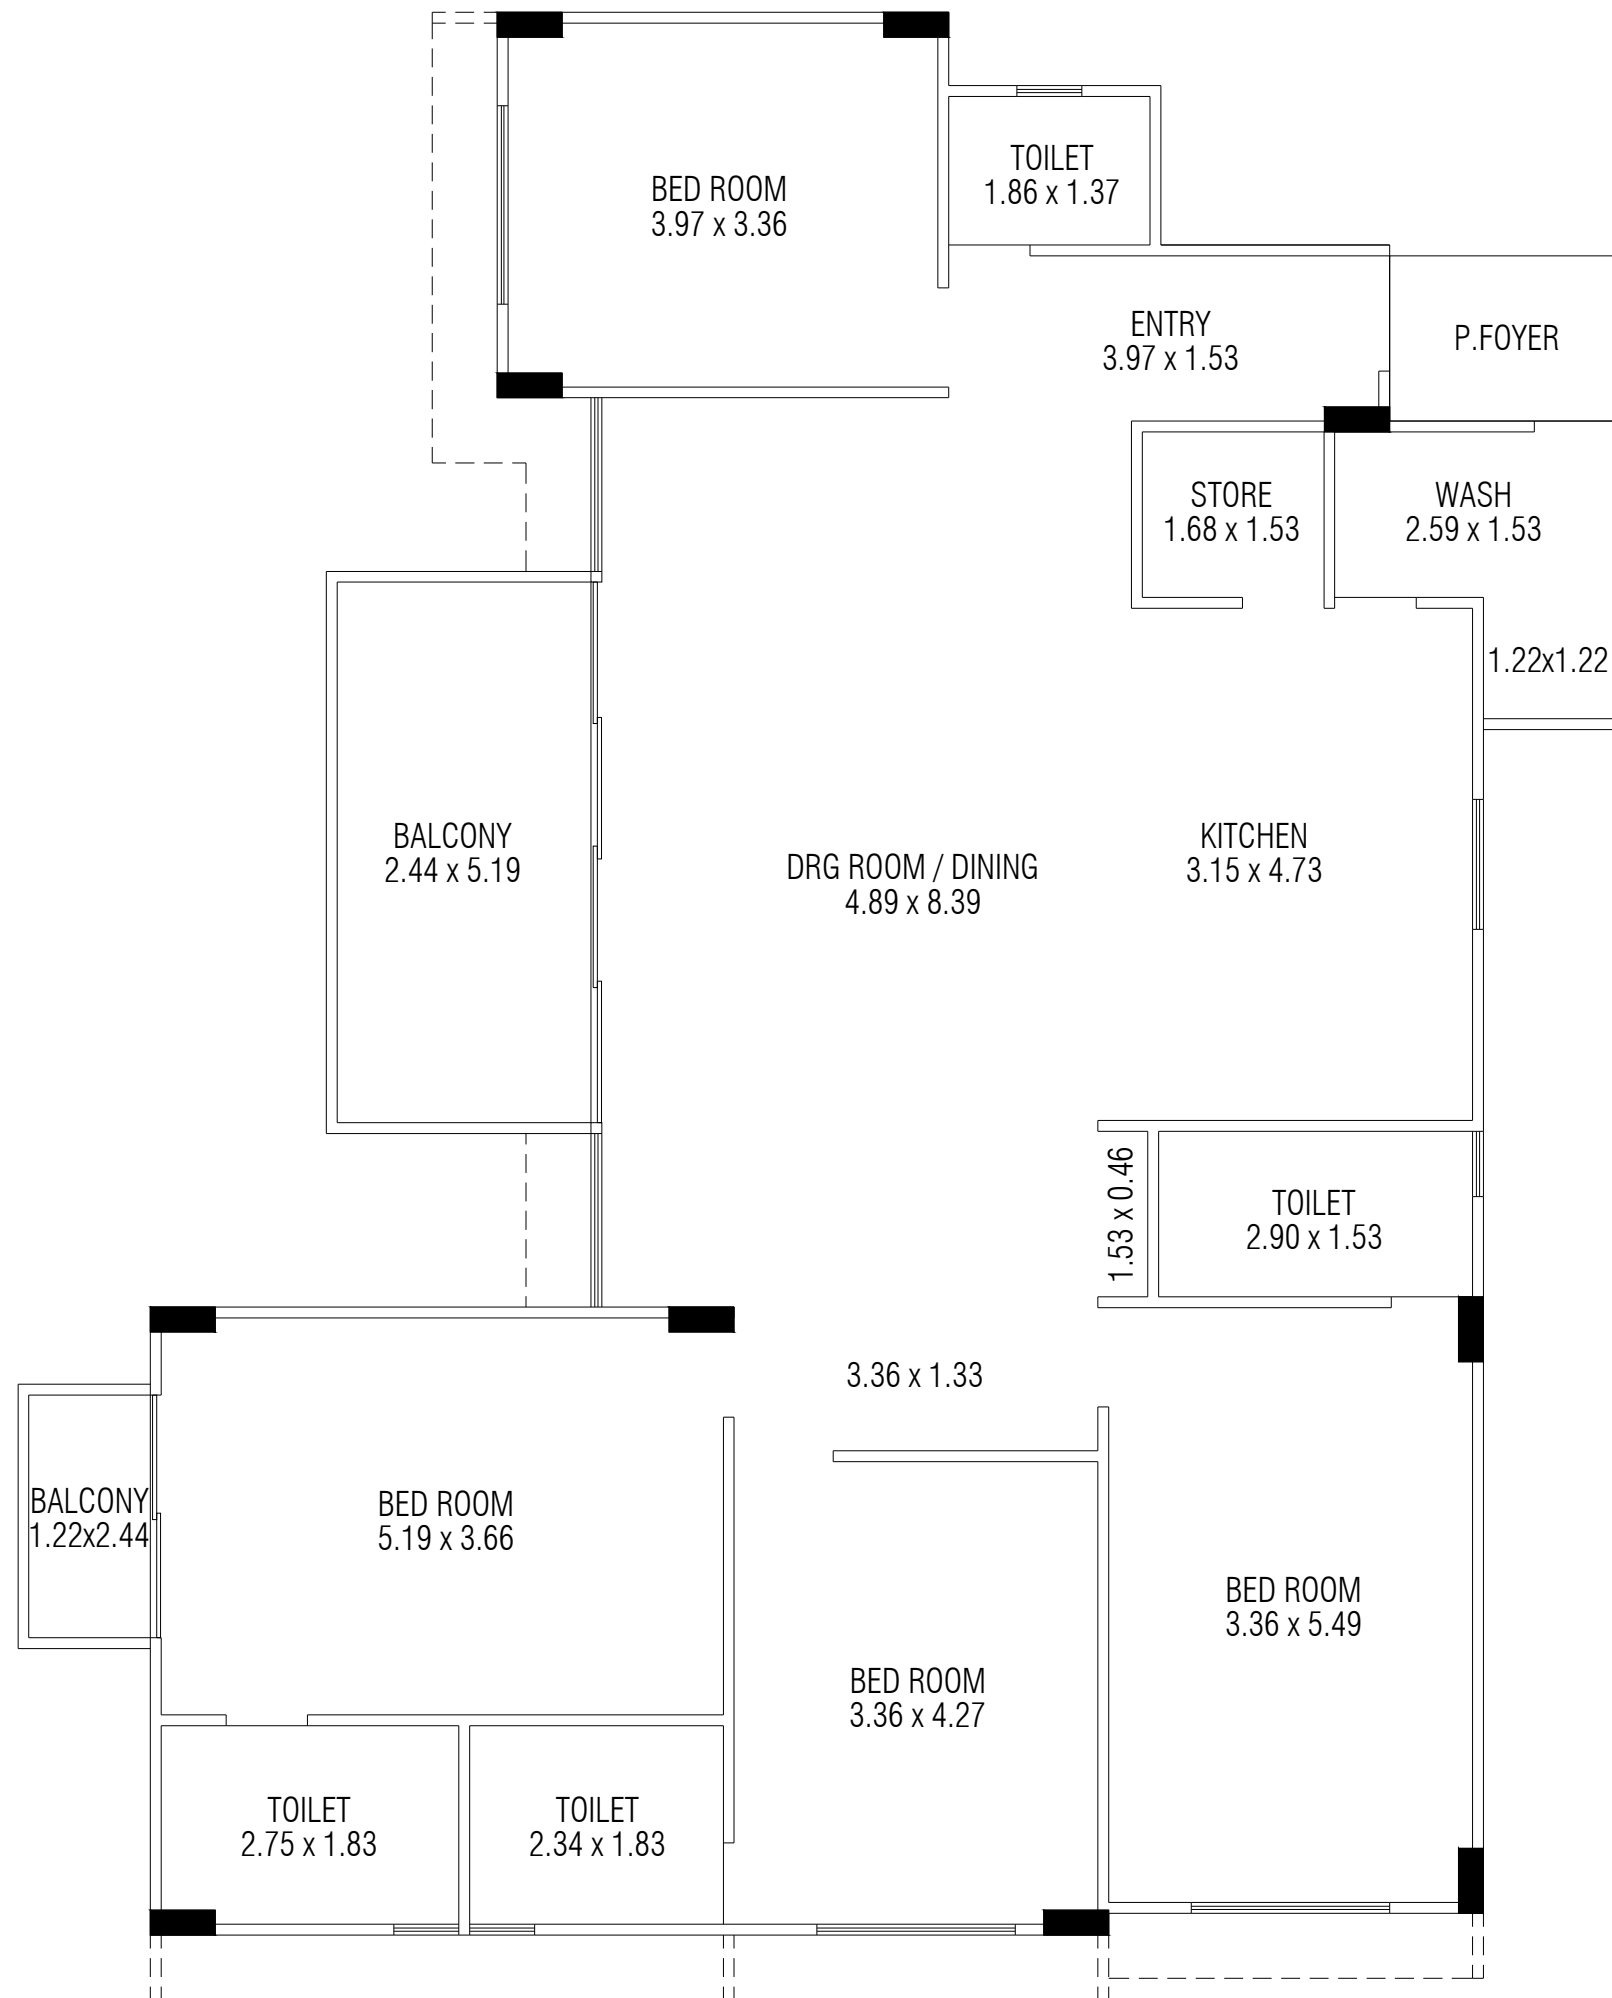 TOILET
1.86 x 1.37
BED ROOM
3.97 x 3.36
ENTRY
3.97 x 1.53
P.FOYER
STORE
1.68 x 1.53
WASH
2.59 x 1.53
1.22x1.22
BALCONY
2.44 x 5.19
DRG ROOM / DINING
4.89 x 8.39
KITCHEN
3.15 x 4.73
1.53 x 0.46
TOILET
2.90 x 1.53
3.36 x 1.33
BALCONY
1.22x2.44
BED ROOM
5.19 x 3.66
BED ROOM
3.36 x 5.49
BED ROOM
3.36 x 4.27
TOILET
2.75 x 1.83
TOILET
2.34 x 1.83